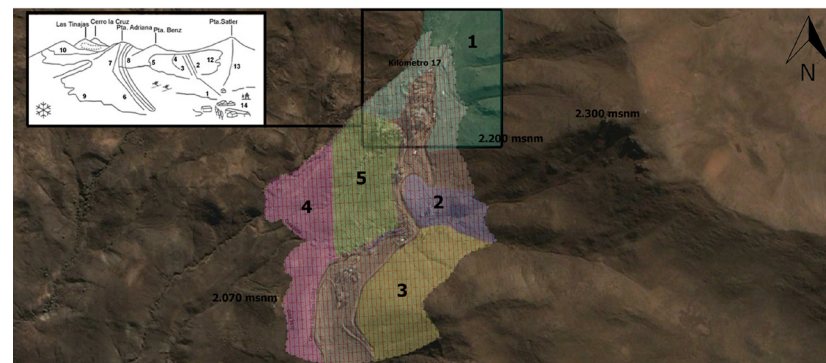 Las Tinajas
Cerro la Cruz
Pta. Adriana
Pta. Benz
Pta. Satler
10
7
8
5
4
3
2
12
13
9
6
1
14
1
Kilómetro 17
2.300 msnm
2.200 msnm
N
5
4
2
3
2.070 msnm